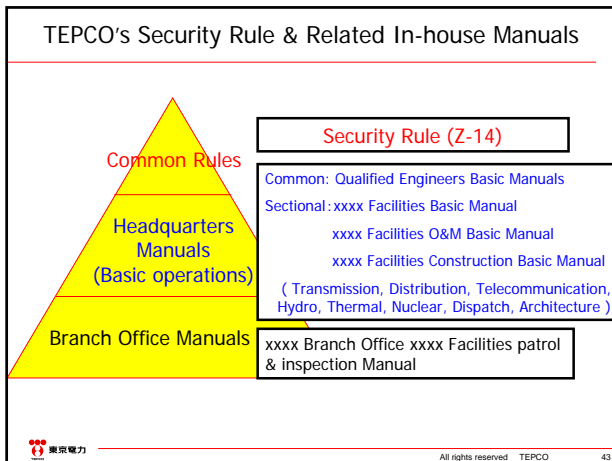 TEPCO's Security Rule & Related In-house Manuals
Common Rules
Security Rule (Z-14)
Headquarters
Manuals
(Basic operations)
Common: Qualified Engineers Basic Manuals
Sectional:xxxx Facilities Basic Manual
xxxx Facilities O&M Basic Manual
xxxx Facilities Construction Basic Manual
( Transmission, Distribution, Telecommunication,
Hydro, Thermal, Nuclear, Dispatch, Architecture )
Branch Office Manuals
xxxx Branch Office xxxx Facilities patrol
& inspection Manual
東京電力
TEPCO
All rights reserved TEPCO 43